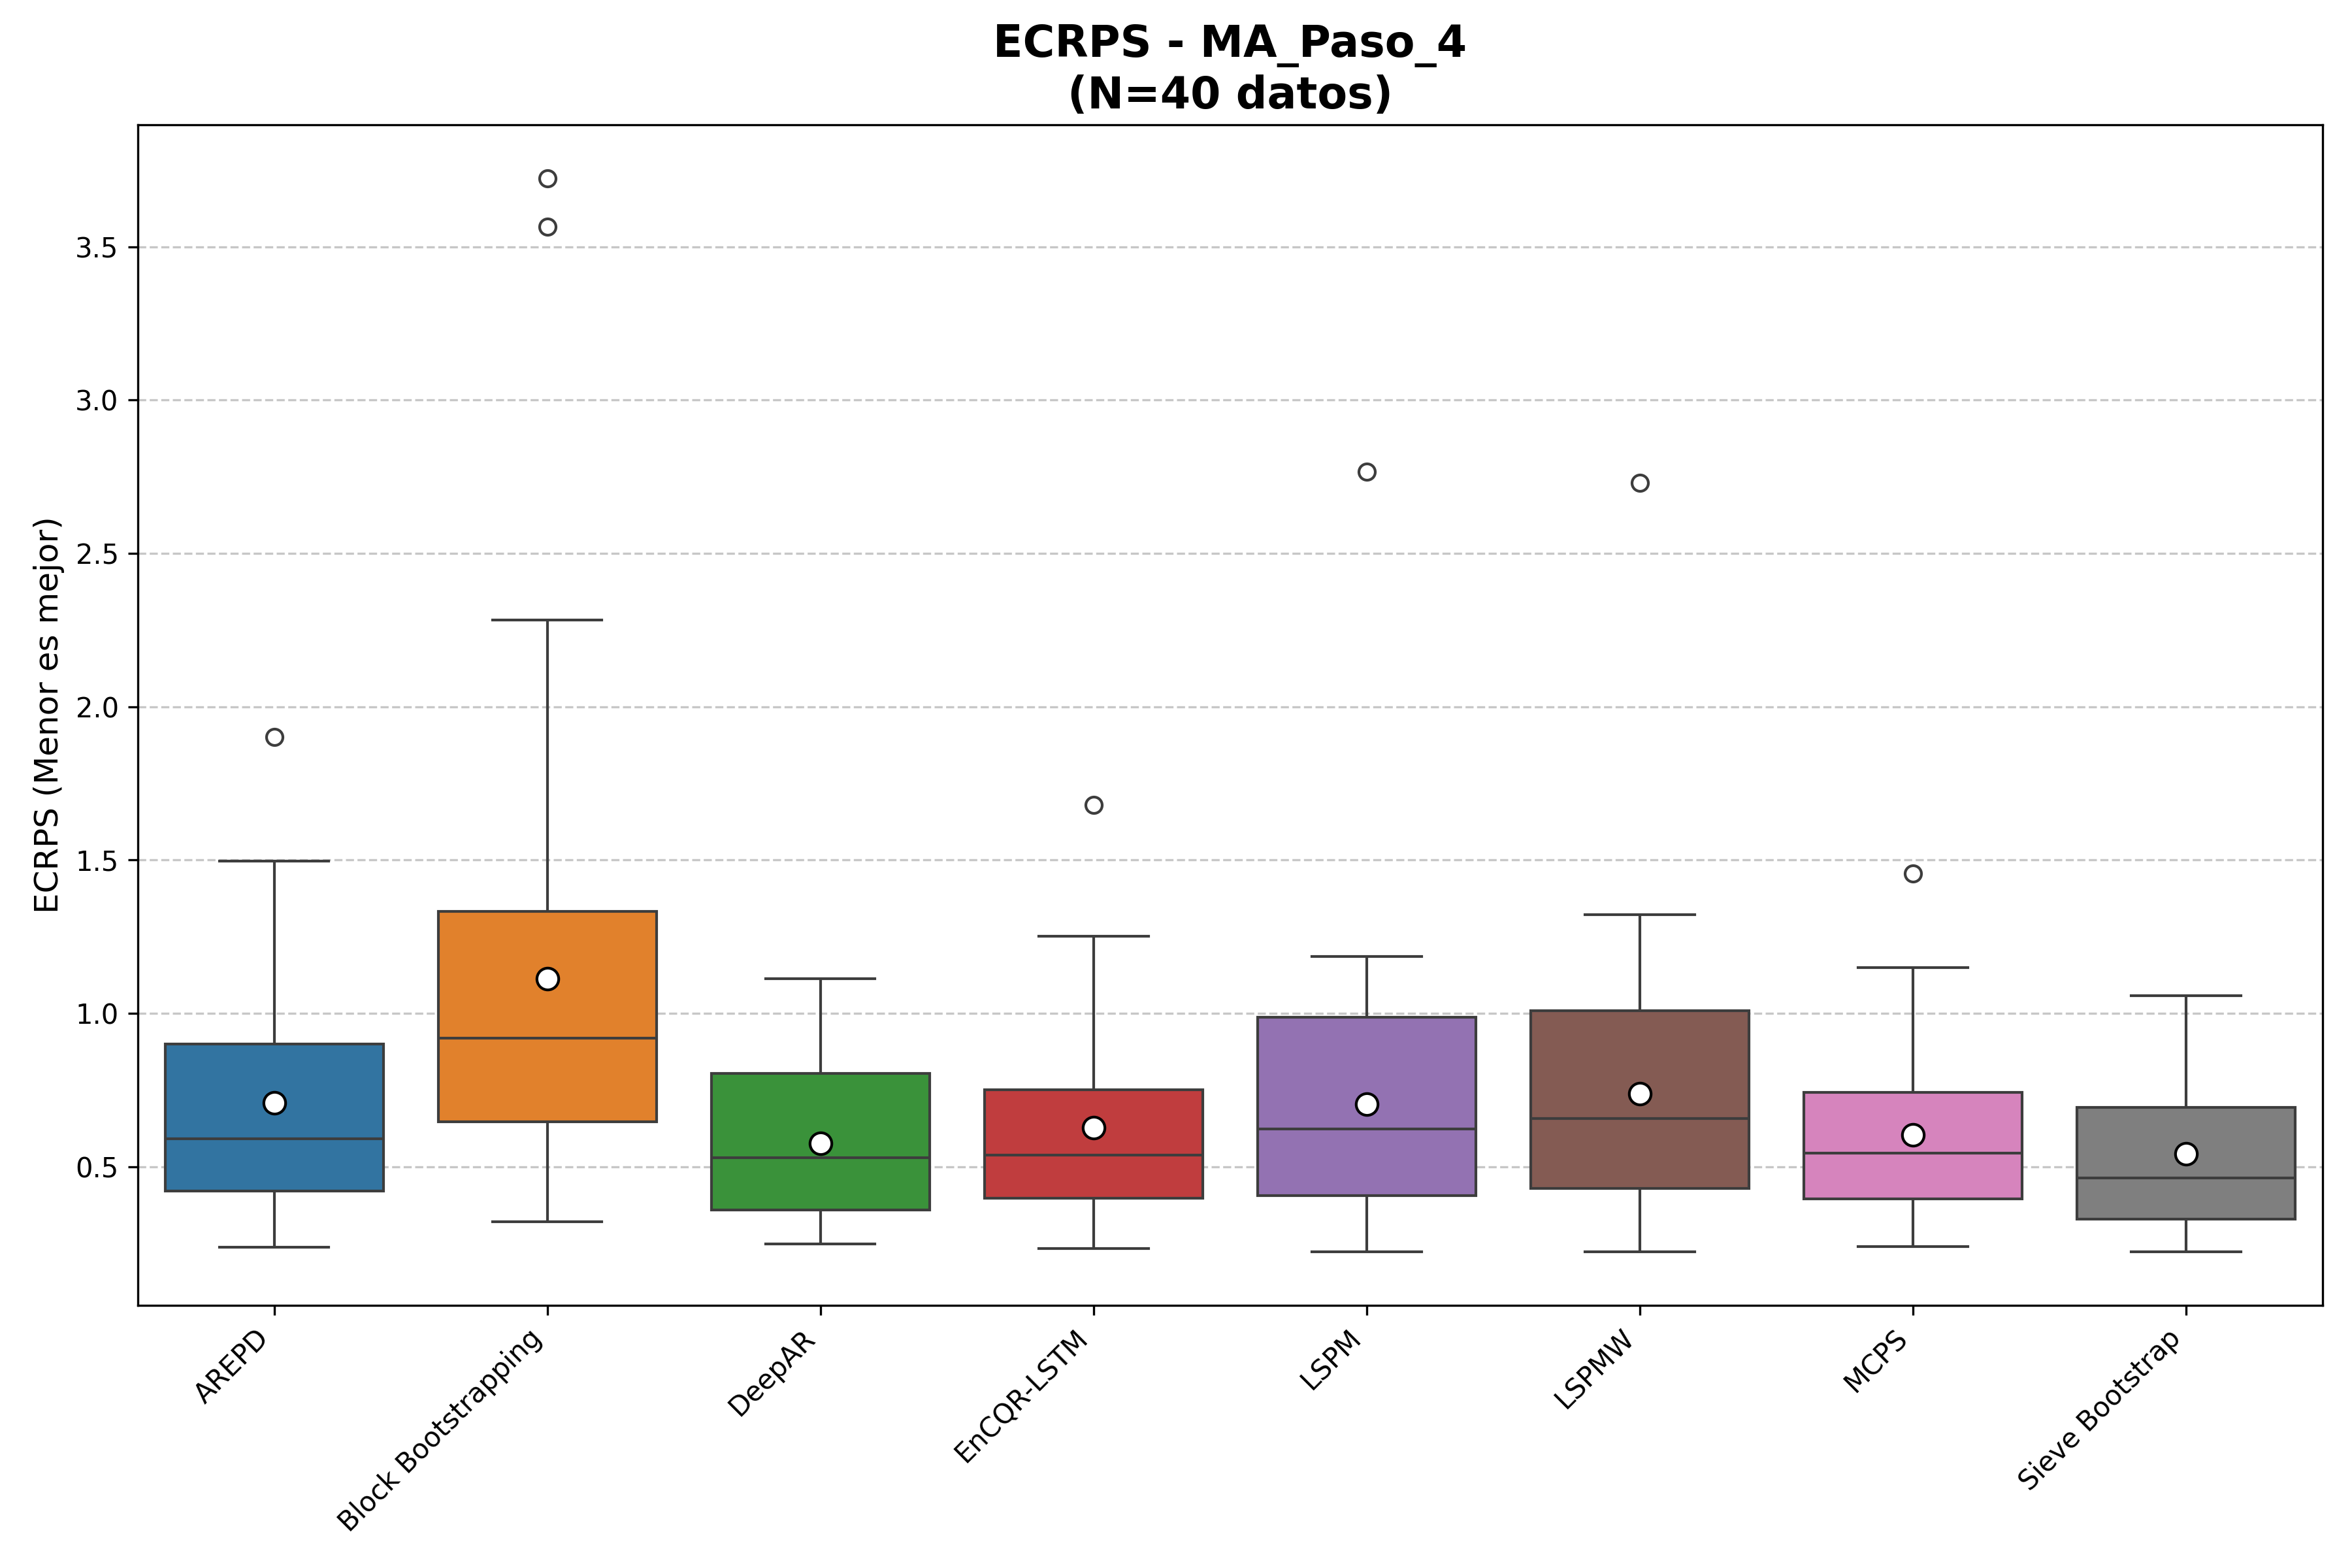 ECRPS - MA_Paso_4
(N=40 datos)
ECRPS (Menor es mejor)
3.5
3.0
2.5
2.0
1.5
1.0
0.5
AREPD
Block Bootstrapping
DeepAR
EnCQR-LSTM
LSPM
LSPMW
MCPS
Sieve Bootstrap